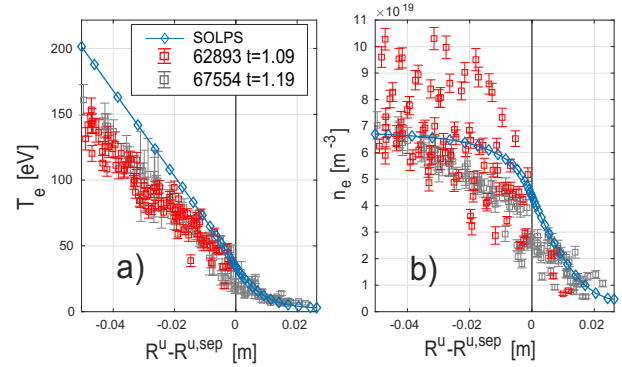 SOLPS
62893 t=1.09
67554 t=1.19
T_e [eV]
200
150
100
50
0
-0.04
-0.02
0
0.02
R^u-R^{u,sep} [m]
a)
×10^19
n_e [m^-3]
11
10
9
8
7
6
5
4
3
2
1
0
-0.04
-0.02
0
0.02
R^u-R^{u,sep} [m]
b)